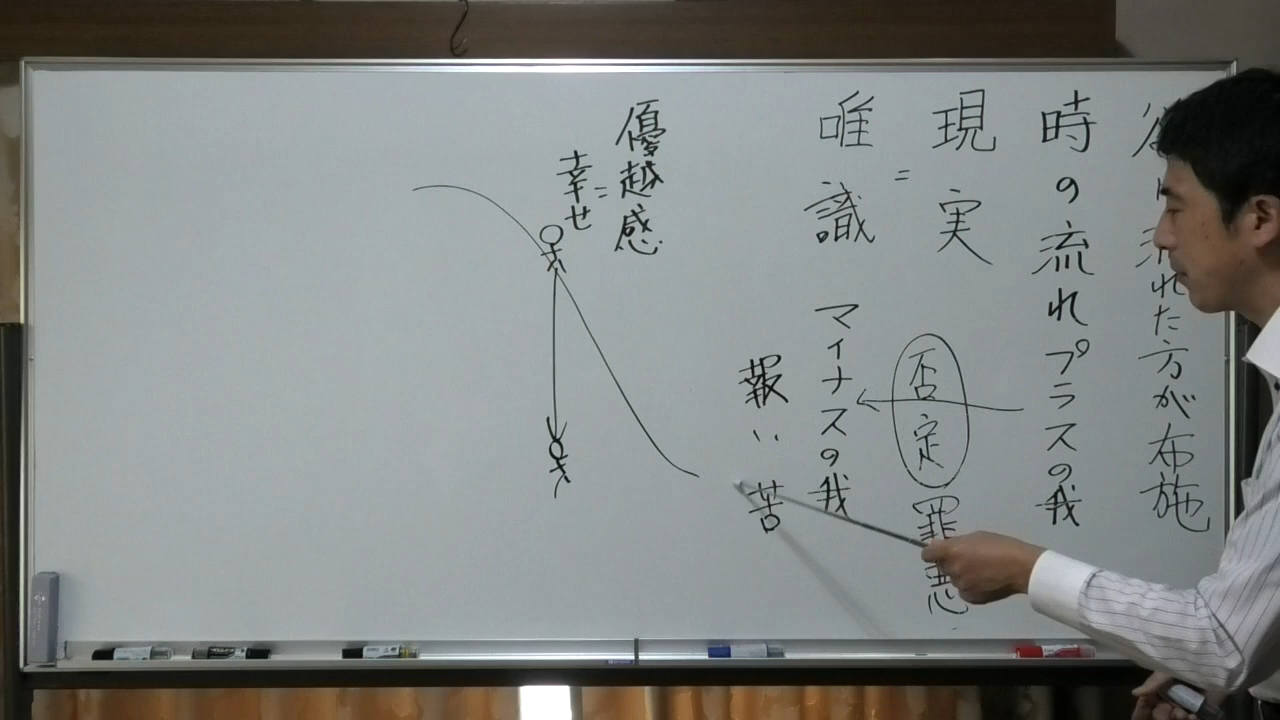 れた方が布施
時の流れプラスの我
否定 罪悪
現実
=
唯識
マイナスの我
報い 苦
優越感
=
幸せ